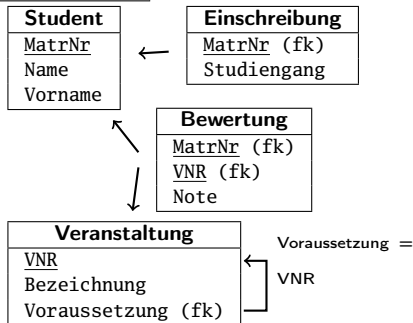 Student
MatrNr
Name
Vorname
Einschreibung
MatrNr (fk)
Studiengang
Bewertung
MatrNr (fk)
VNR (fk)
Note
Veranstaltung
VNR
Bezeichnung
Voraussetzung (fk)
Voraussetzung =
VNR